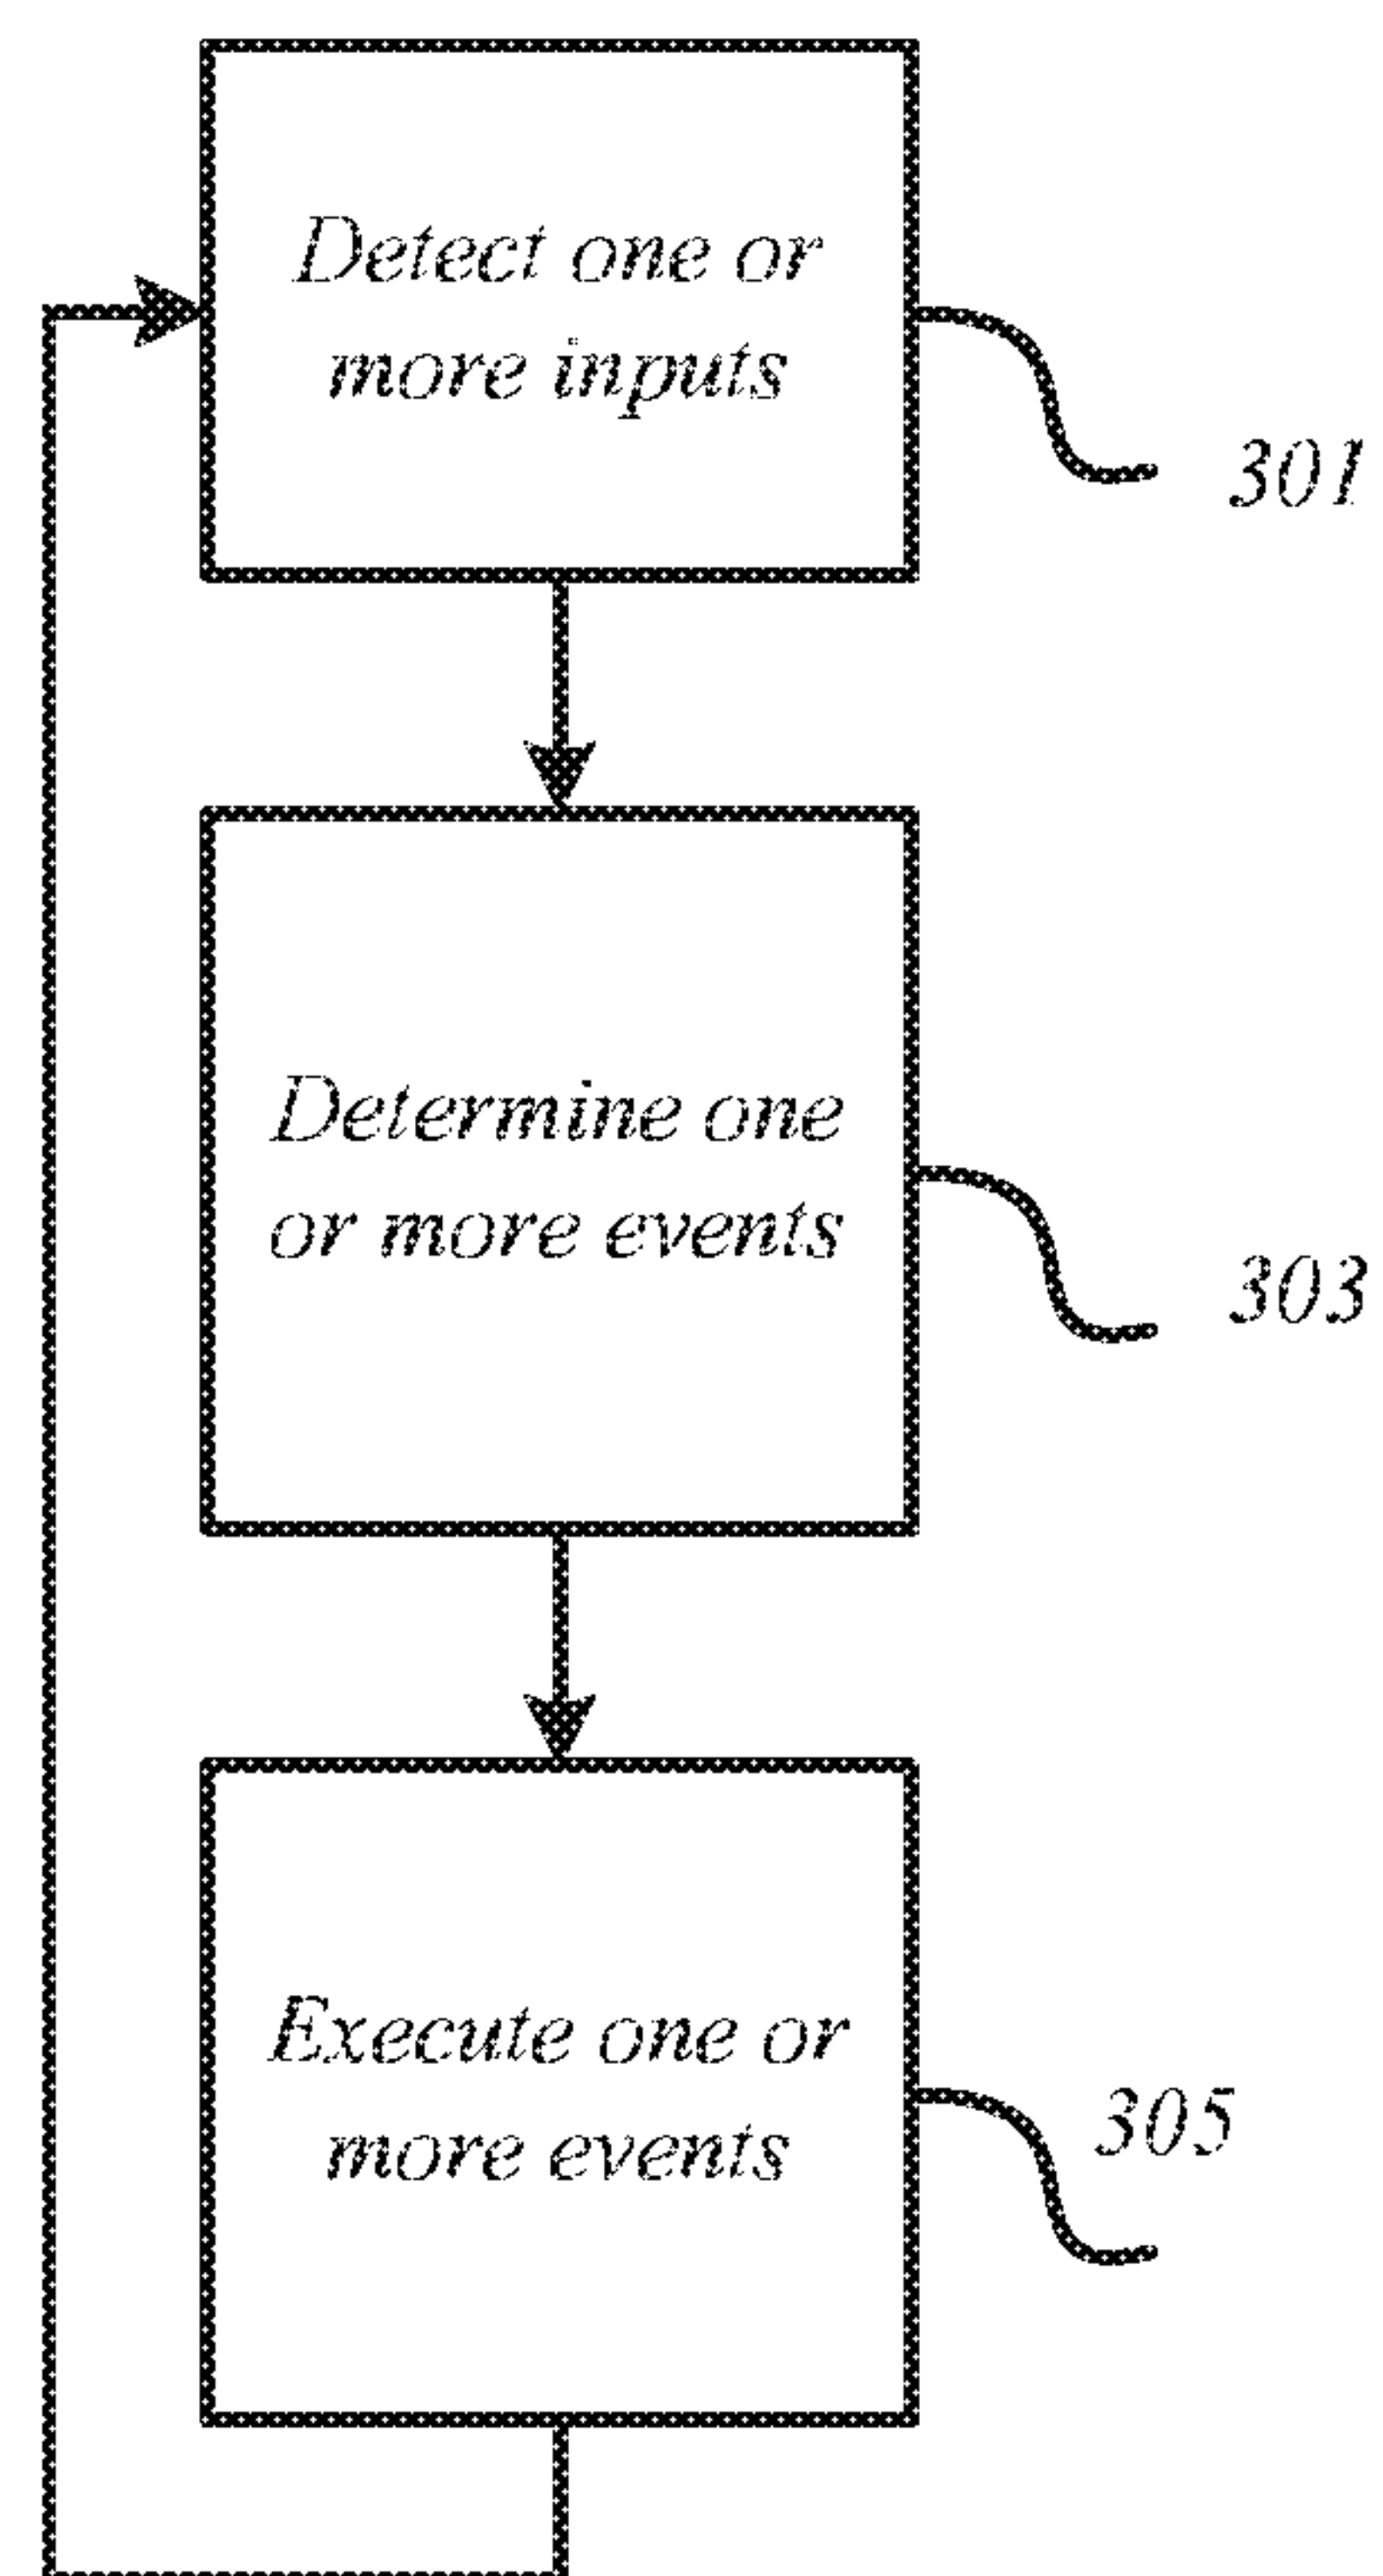 Detect one or
more inputs
301
Determine one
or more events
303
Execute one or
more events
305